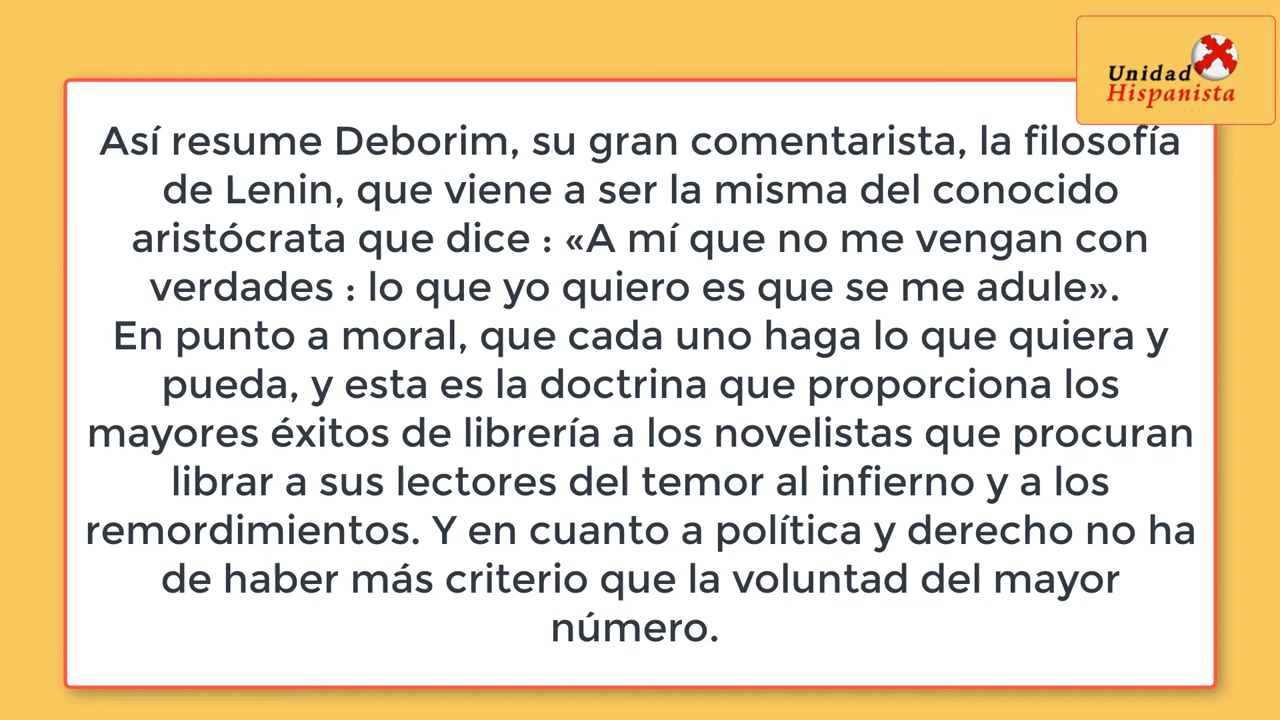 Unidad
Hispanista
Así resume Deborim, su gran comentarista, la filosofía
de Lenin, que viene a ser la misma del conocido
aristócrata que dice : «A mí que no me vengan con
verdades : lo que yo quiero es que se me adule».
En punto a moral, que cada uno haga lo que quiera y
pueda, y esta es la doctrina que proporciona los
mayores éxitos de librería a los novelistas que procuran
librar a sus lectores del temor al infierno y a los
remordimientos. Y en cuanto a política y derecho no ha
de haber más criterio que la voluntad del mayor
número.